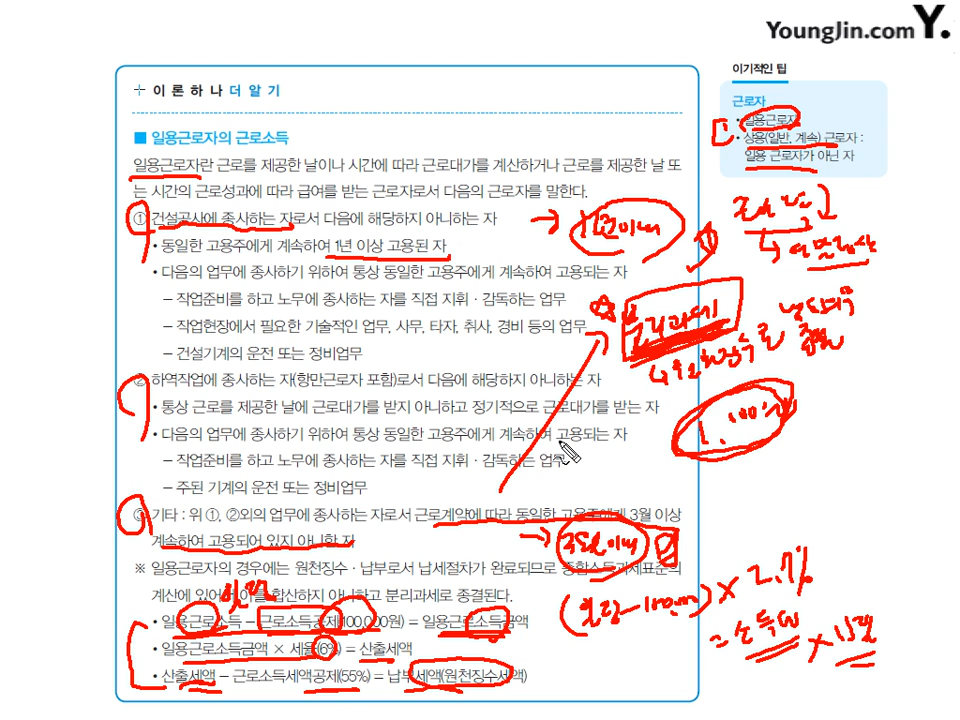 YoungJin.com Y.
이기적인 팁
+ 이 론 하 나 더 알 기
근로자
• 일용근로자
• 상용(일반, 계속) 근로자 :
일용 근로자가 아닌 자
■ 일용근로자의 근로소득
일용근로자란 근로를 제공한 날이나 시간에 따라 근로대가를 계산하거나 근로를 제공한 날 또
는 시간의 근로성과에 따라 급여를 받는 근로자로서 다음의 근로자를 말한다.
① 건설공사에 종사하는 자로서 다음에 해당하지 아니하는 자
• 동일한 고용주에게 계속하여 1년 이상 고용된 자
• 다음의 업무에 종사하기 위하여 통상 동일한 고용주에게 계속하여 고용되는 자
– 작업준비를 하고 노무에 종사하는 자를 직접 지휘 · 감독하는 업무
– 작업현장에서 필요한 기술적인 업무, 사무, 타자, 취사, 경비 등의 업무
– 건설기계의 운전 또는 정비업무
② 하역작업에 종사하는 자(항만근로자 포함)로서 다음에 해당하지 아니하는 자
• 통상 근로를 제공한 날에 근로대가를 받지 아니하고 정기적으로 근로대가를 받는 자
• 다음의 업무에 종사하기 위하여 통상 동일한 고용주에게 계속하여 고용되는 자
– 작업준비를 하고 노무에 종사하는 자를 직접 지휘 · 감독하는 업무
– 주된 기계의 운전 또는 정비업무
③ 기타 : 위 ①, ②외의 업무에 종사하는 자로서 근로계약에 따라 동일한 고용주에게 3월 이상
계속하여 고용되어 있지 아니한 자
※ 일용근로자의 경우에는 원천징수 · 납부로서 납세절차가 완료되므로 종합소득과세표준의
계산에 있어서 이를 합산하지 아니하고 분리과세로 종결된다.
• 일용근로소득 – 근로소득공제(100,000원) = 일용근로소득금액
• 일용근로소득금액 × 세율(6%) = 산출세액
• 산출세액 – 근로소득세액공제(55%) = 납부세액(원천징수세액)
분리과세
3개월이내
× 2.7%